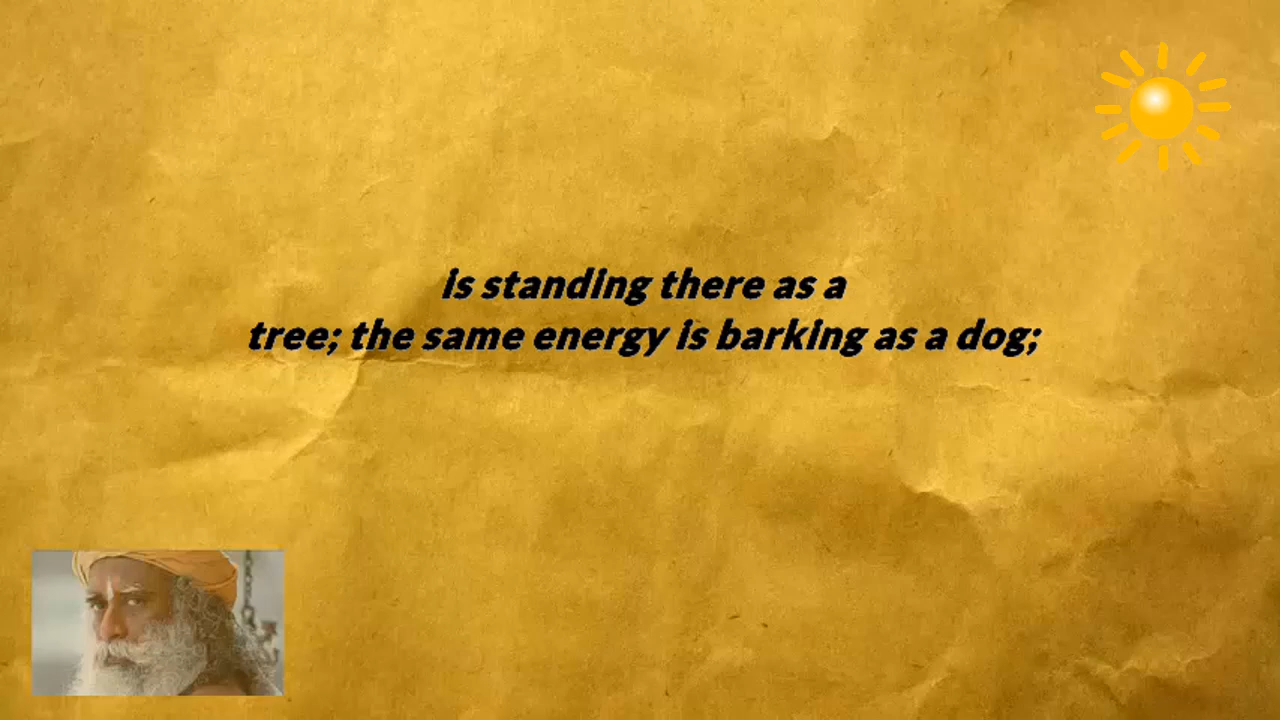 is standing there as a
tree; the same energy is barking as a dog;